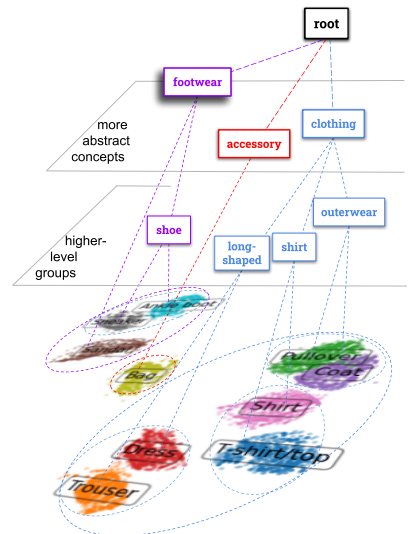 root
footwear
clothing
more
abstract
concepts
accessory
outerwear
shoe
higher-
level
groups
long-
shaped
shirt
Ankle boot
Sneaker
Pullover
Coat
Bag
Shirt
Dress
T-shirt/top
Trouser